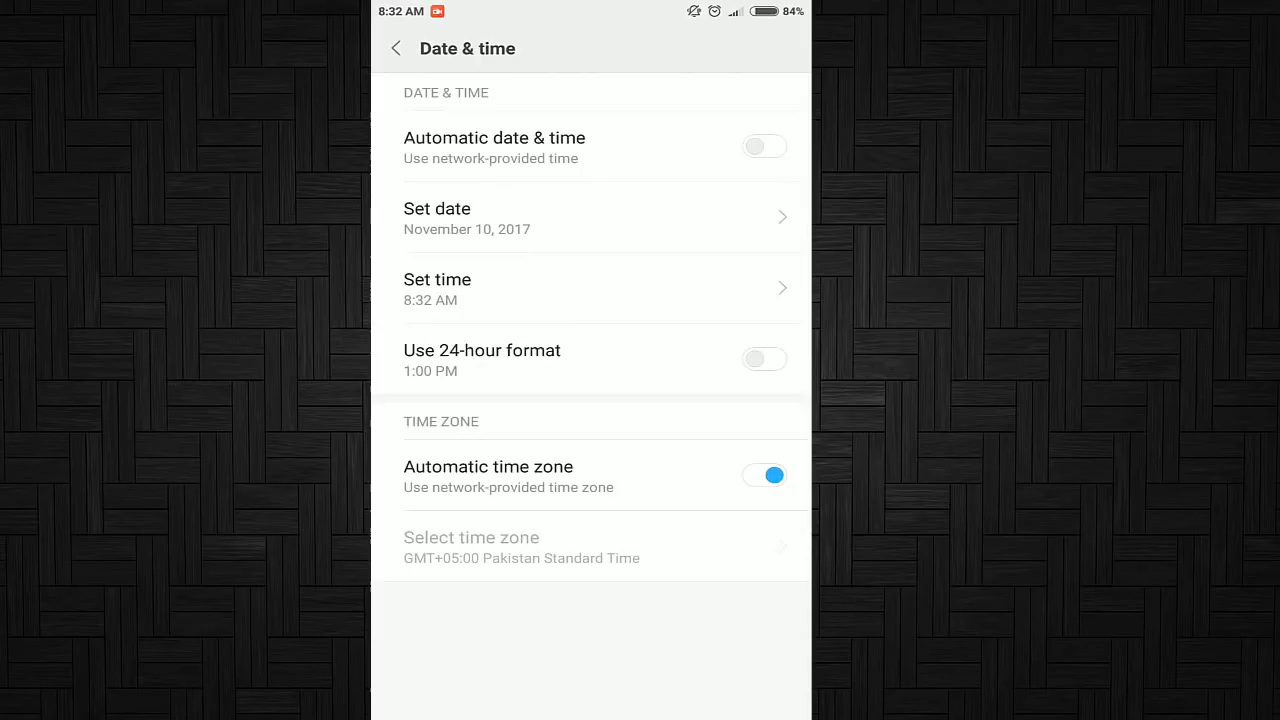 8:32 AM 84%
Date & time
DATE & TIME
Automatic date & time
Use network-provided time
Set date
November 10, 2017
Set time
8:32 AM
Use 24-hour format
1:00 PM
TIME ZONE
Automatic time zone
Use network-provided time zone
Select time zone
GMT+05:00 Pakistan Standard Time